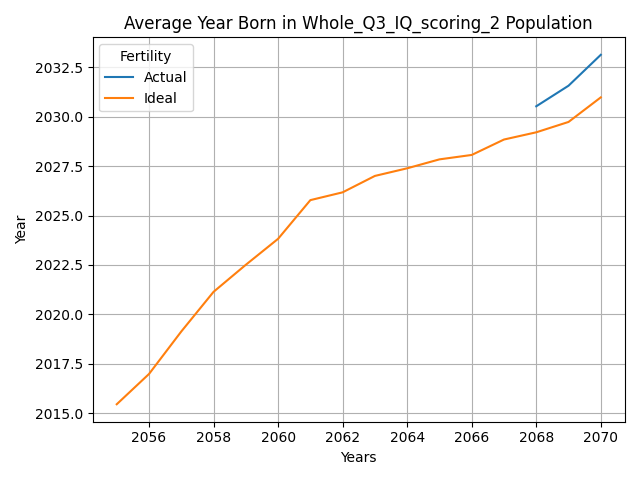 Average Year Born in Whole_Q3_IQ_scoring_2 Population
Fertility
Actual
Ideal
2032.5
2030.0
2027.5
2025.0
2022.5
2020.0
2017.5
2015.0
Year
2056 2058 2060 2062 2064 2066 2068 2070
Years